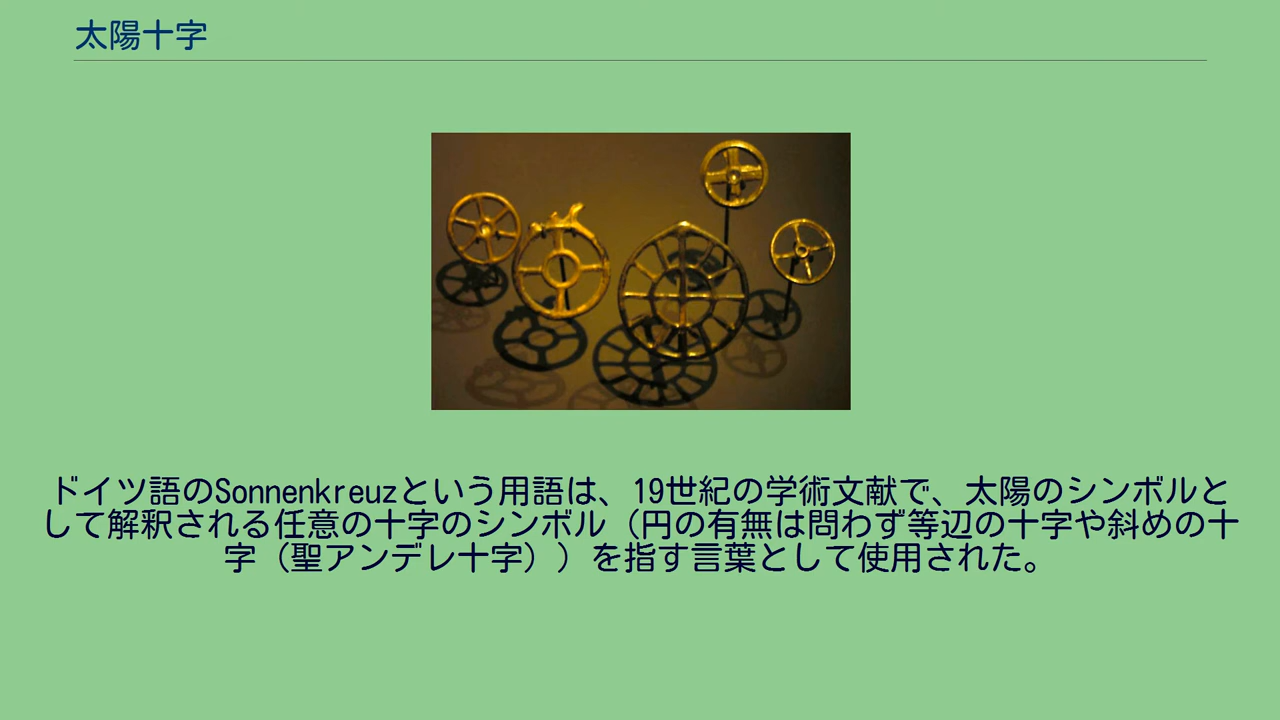 太陽十字
ドイツ語のSonnenkreuzという用語は、19世紀の学術文献で、太陽のシンボルと
して解釈される任意の十字のシンボル（円の有無は問わず等辺の十字や斜めの十
字（聖アンデレ十字））を指す言葉として使用された。